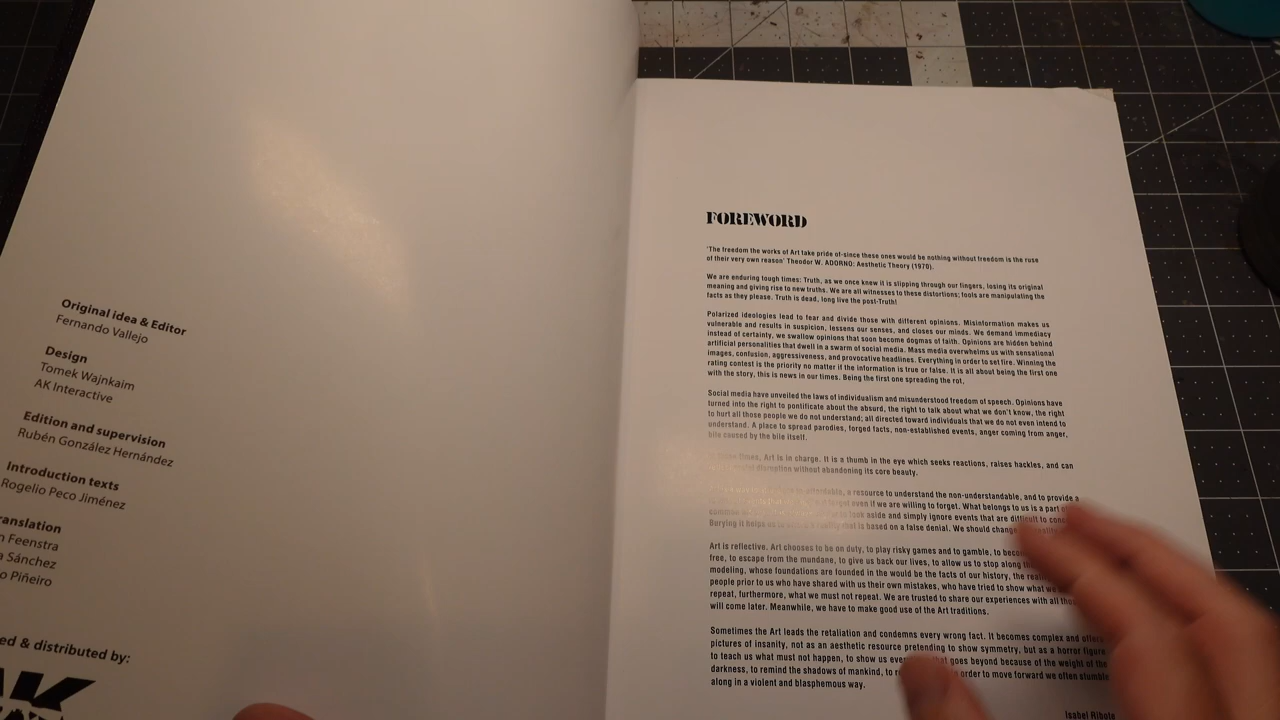 Original idea & Editor
Fernando Vallejo
Design
Tomek Wajnkaim
AK Interactive
Edition and supervision
Rubén González Hernández
Introduction texts
Rogelio Peco Jiménez
Feenstra
Sánchez
Piñeiro
& distributed by:
AK
FOREWORD
'The freedom the works of Art take pride of-since these ones would be nothing without freedom is the ruse
of their very own reason' Theodor W. ADORNO: Aesthetic Theory (1970).
We are enduring tough times: Truth, as we once knew it is slipping through our fingers, losing its original
meaning and giving rise to new truths. We are all witnesses to these distortions; fools are manipulating the
facts as they please. Truth is dead, long live the post-Truth!
Polarized ideologies lead to fear and divide those with different opinions. Misinformation makes us
vulnerable and results in suspicion, lessens our senses, and closes our minds. We demand immediacy
instead of certainty, we swallow opinions that soon become dogmas of faith. Opinions are hidden behind
artificial personalities that dwell in a swarm of social media. Mass media overwhelms us with sensational
images, confusion, aggressiveness, and provocative headlines. Everything in order to set fire. Winning the
rating contest is the priority no matter if the information is true or false. It is all about being the first one
with the story, this is news in our times. Being the first one spreading the rot.
Social media have unveiled the laws of individualism and misunderstood freedom of speech. Opinions have
turned into the right to pontificate about the absurd, the right to talk about what we don't know, the right
to hurt all those people we do not understand; all directed toward individuals that we do not even intend to
understand. A place to spread parodies, forged facts, non-established events, anger coming from anger,
bile caused by the bile itself.
times, Art is in charge. It is a thumb in the eye which seeks reactions, raises hackles, and can
disruption without abandoning its core beauty.
affordable, a resource to understand the non-understandable, and to provide a
even if we are willing to forget. What belongs to us is a part
look aside and simply ignore events that are difficult to
Burying it helps us that is based on a false denial. We should change
Art is reflective. Art chooses to be on duty, to play risky games and to gamble, to
free, to escape from the mundane, to give us back our lives, to allow us to stop along
modeling, whose foundations are founded in the would be the facts of our history, the
people prior to us who have shared with us their own mistakes, who have tried to show what
repeat, furthermore, what we must not repeat. We are trusted to share our experiences with all
will come later. Meanwhile, we have to make good use of the Art traditions.
Sometimes the Art leads the retaliation and condemns every wrong fact. It becomes complex and offers
pictures of insanity, not as an aesthetic resource pretending to show symmetry, but as a horror figure
to teach us what must not happen, to show us that goes beyond because of the weight of the
darkness, to remind the shadows of mankind, to order to move forward we often stumble
along in a violent and blasphemous way.
Isabel